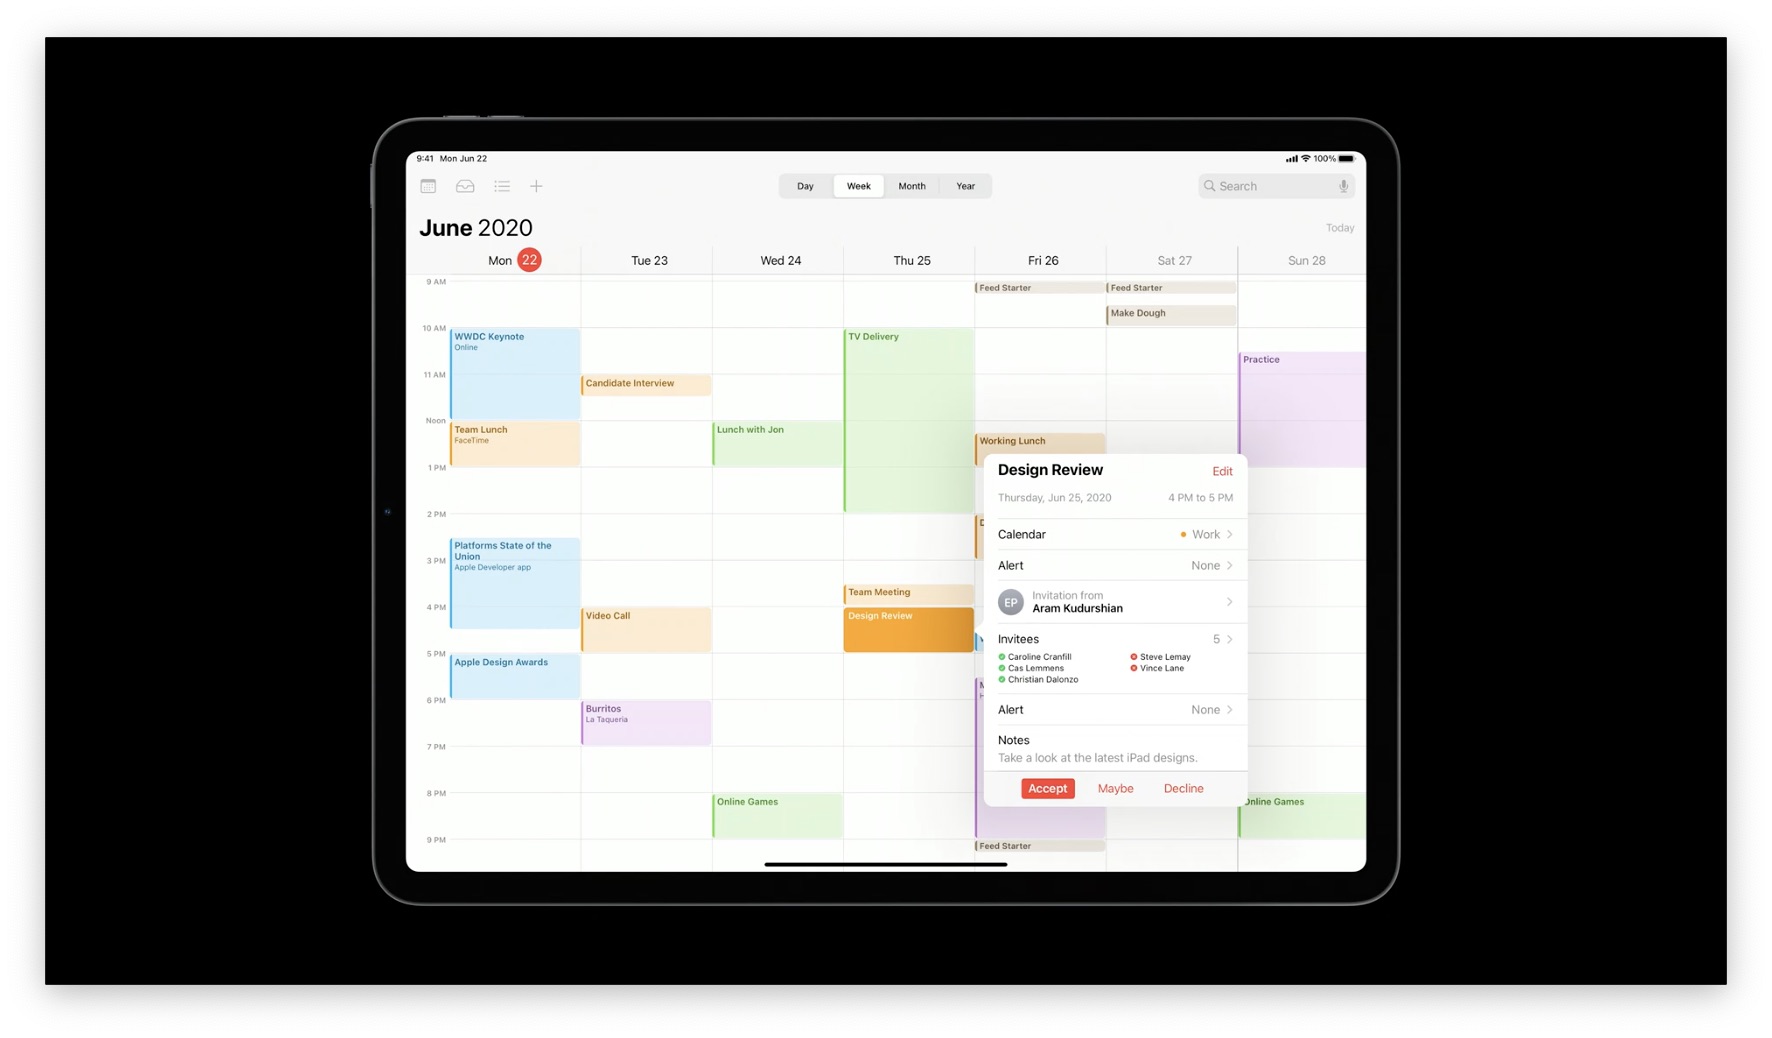 9:41 Mon Jun 22
100%
Day Week Month Year
Search
June 2020
Today
Mon 22 Tue 23 Wed 24 Thu 25 Fri 26 Sat 27 Sun 28
9 AM
Feed Starter
Feed Starter
Make Dough
10 AM
WWDC Keynote
Online
TV Delivery
Practice
11 AM
Candidate Interview
Noon
Team Lunch
FaceTime
Lunch with Jon
Working Lunch
1 PM
2 PM
Platforms State of the
Union
Apple Developer app
3 PM
Team Meeting
4 PM
Video Call
Design Review
5 PM
Apple Design Awards
6 PM
Burritos
La Taqueria
7 PM
8 PM
Online Games
Online Games
9 PM
Feed Starter
Design Review
Edit
Thursday, Jun 25, 2020 4 PM to 5 PM
Calendar Work
Alert None
EP
Invitation from
Aram Kudurshian
Invitees 5
Caroline Cranfill Steve Lemay
Cas Lemmens Vince Lane
Christian Dalonzo
Alert None
Notes
Take a look at the latest iPad designs.
Accept Maybe Decline